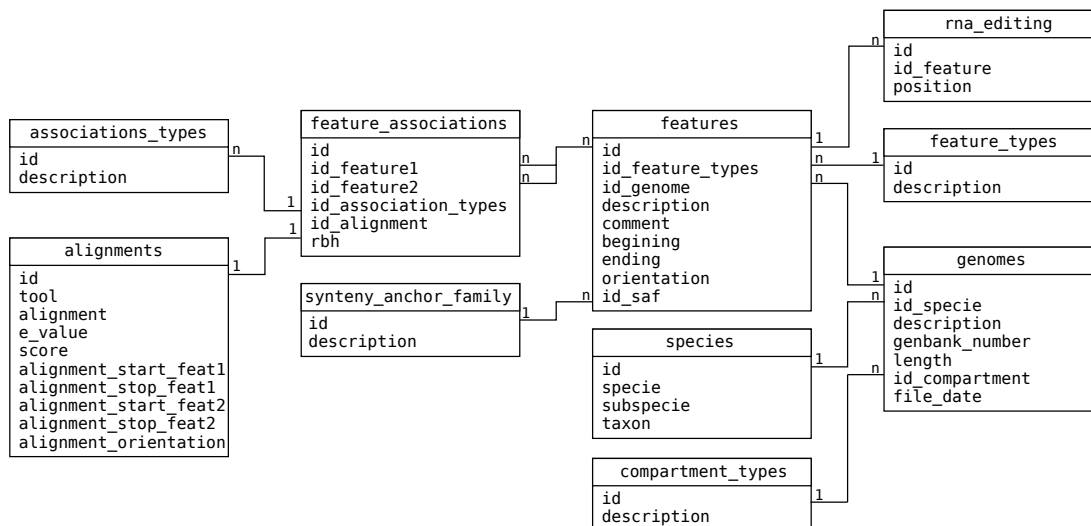 rna_editing
id
id_feature
position
associations_types
id
description
feature_associations
id
id_feature1
id_feature2
id_association_types
id_alignment
rbh
features
id
id_feature_types
id_genome
description
comment
begining
ending
orientation
id_saf
feature_types
id
description
alignments
id
tool
alignment
e_value
score
alignment_start_feat1
alignment_stop_feat1
alignment_start_feat2
alignment_stop_feat2
alignment_orientation
synteny_anchor_family
id
description
species
id
specie
subspecie
taxon
genomes
id
id_specie
description
genbank_number
length
id_compartment
file_date
compartment_types
id
description
n
1
n
1
n
1
n
1
n
n
n
1
1
1
n
1
n
1
n
1